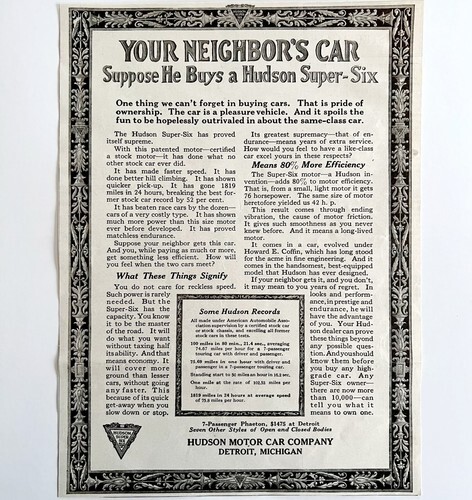 YOUR NEIGHBOR'S CAR
Suppose He Buys a Hudson Super-Six
One thing we can't forget in buying cars. That is pride of
ownership. The car is a pleasure vehicle. And it spoils the
fun to be hopelessly outrivaled in about the same-class car.
The Hudson Super-Six has proved
itself supreme.
With this patented motor—certified
a stock motor—it has done what no
other stock car ever did.
It has made faster speed. It has
done better hill climbing. It has shown
quicker pick-up. It has gone 1819
miles in 24 hours, breaking the best for-
mer stock car record by 52 per cent.
It has beaten race cars by the dozen—
cars of a very costly type. It has shown
much more power than this size motor
ever before developed. It has proved
matchless endurance.
Suppose your neighbor gets this car.
And you, while paying as much or more,
get something less efficient. How will
you feel when the two cars meet?
What These Things Signify
You do not care for reckless speed.
Such power is rarely
needed. But the
Super-Six has the
capacity. You know
it to be the master
of the road. It will
do what you want
without taxing half
its ability. And that
means economy. It
will cover more
ground than lesser
cars, without going
any faster. This
because of its quick
get-away when you
slow down or stop.
Its greatest supremacy—that of en-
durance—means years of extra service.
How would you feel to have a like-class
car excel yours in these respects?
Means 80% More Efficiency
The Super-Six motor—a Hudson in-
vention—adds 80% to motor efficiency.
That is, from a small, light motor it gets
76 horsepower. The same size of motor
heretofore yielded us 42 h. p.
This result comes through ending
vibration, the cause of motor friction.
It gives such smoothness as you never
knew before. And it means a long-lived
motor.
It comes in a car, evolved under
Howard E. Coffin, which has long stood
for the acme in fine engineering. And it
comes in the handsomest, best-equipped
model that Hudson has ever designed.
If your neighbor gets it, and you don't,
it may mean to you years of regret. In
looks and perform-
ance, in prestige and
endurance, he will
have the advantage
of you. Your Hud-
son dealer can prove
these things beyond
any possible ques-
tion. And you should
know them before
you buy any high-
grade car. Any
Super-Six owner—
there are now more
than 10,000—can
tell you what it
means to own one.
Some Hudson Records
All made under American Automobile Asso-
ciation supervision by a certified stock car
or stock chassis, and excelling all former
stock cars in these tests.
100 miles in 80 min., 21.4 sec., averaging
74.67 miles per hour for a 7-passenger
touring car with driver and passenger.
75.69 miles in one hour with driver and
passenger in a 7-passenger touring car.
Standing start to 50 miles an hour in 16.2 sec.
One mile at the rate of 102.53 miles
per hour.
1819 miles in 24 hours at average speed
of 75.8 miles per hour.
7-Passenger Phaeton, $1475 at Detroit
Seven Other Styles of Open and Closed Bodies
HUDSON MOTOR CAR COMPANY
DETROIT, MICHIGAN
HUDSON
SUPER
SIX